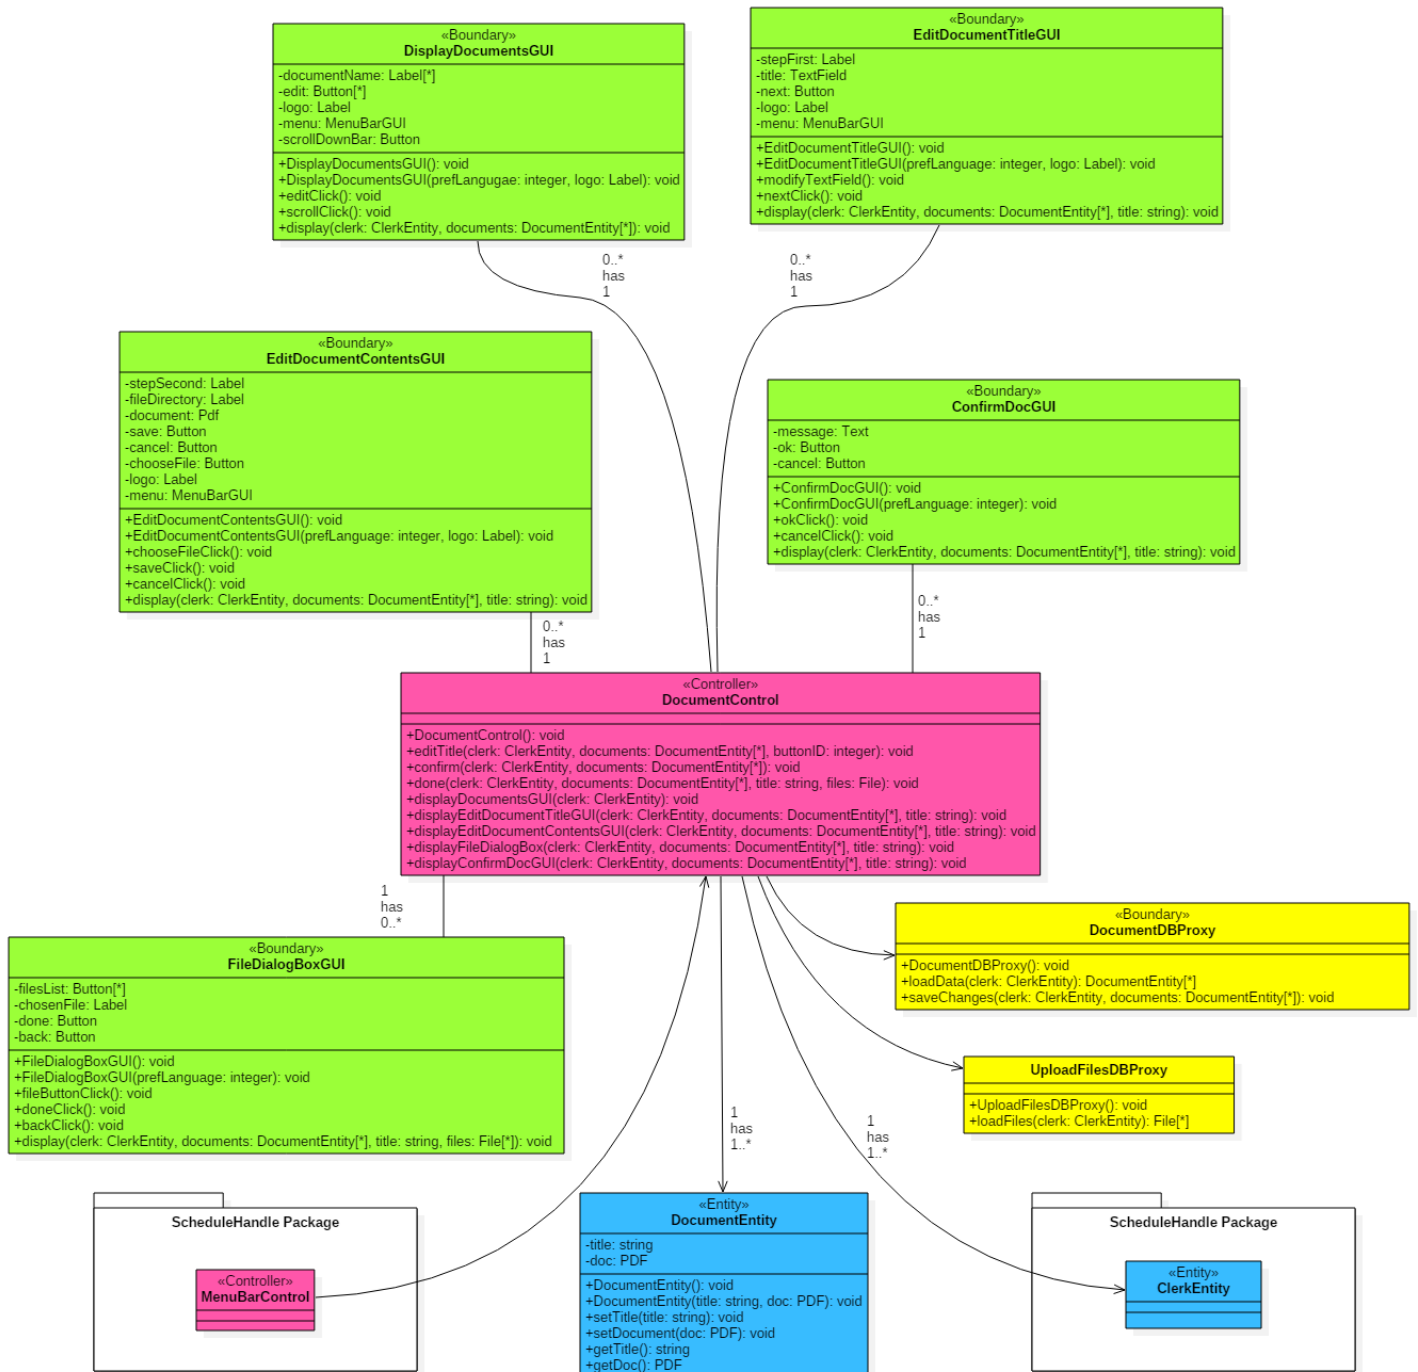 «Boundary»
DisplayDocumentsGUI
-documentName: Label[*]
-edit: Button[*]
-logo: Label
-menu: MenuBarGUI
-scrollDownBar: Button
+DisplayDocumentsGUI(): void
+DisplayDocumentsGUI(prefLangugae: integer, logo: Label): void
+editClick(): void
+scrollClick(): void
+display(clerk: ClerkEntity, documents: DocumentEntity[*]): void
«Boundary»
EditDocumentTitleGUI
-stepFirst: Label
-title: TextField
-next: Button
-logo: Label
-menu: MenuBarGUI
+EditDocumentTitleGUI(): void
+EditDocumentTitleGUI(prefLanguage: integer, logo: Label): void
+modifyTextField(): void
+nextClick(): void
+display(clerk: ClerkEntity, documents: DocumentEntity[*], title: string): void
0..*
has
1
0..*
has
1
«Boundary»
EditDocumentContentsGUI
-stepSecond: Label
-fileDirectory: Label
-document: Pdf
-save: Button
-cancel: Button
-chooseFile: Button
-logo: Label
-menu: MenuBarGUI
+EditDocumentContentsGUI(): void
+EditDocumentContentsGUI(prefLanguage: integer, logo: Label): void
+chooseFileClick(): void
+saveClick(): void
+cancelClick(): void
+display(clerk: ClerkEntity, documents: DocumentEntity[*], title: string): void
«Boundary»
ConfirmDocGUI
-message: Text
-ok: Button
-cancel: Button
+ConfirmDocGUI(): void
+ConfirmDocGUI(prefLanguage: integer): void
+okClick(): void
+cancelClick(): void
+display(clerk: ClerkEntity, documents: DocumentEntity[*], title: string): void
0..*
has
1
0..*
has
1
«Controller»
DocumentControl
+DocumentControl(): void
+editTitle(clerk: ClerkEntity, documents: DocumentEntity[*], buttonID: integer): void
+confirm(clerk: ClerkEntity, documents: DocumentEntity[*]): void
+done(clerk: ClerkEntity, documents: DocumentEntity[*], title: string, files: File): void
+displayDocumentsGUI(clerk: ClerkEntity): void
+displayEditDocumentTitleGUI(clerk: ClerkEntity, documents: DocumentEntity[*], title: string): void
+displayEditDocumentContentsGUI(clerk: ClerkEntity, documents: DocumentEntity[*], title: string): void
+displayFileDialogBox(clerk: ClerkEntity, documents: DocumentEntity[*], title: string): void
+displayConfirmDocGUI(clerk: ClerkEntity, documents: DocumentEntity[*], title: string): void
1
has
0..*
«Boundary»
FileDialogBoxGUI
-filesList: Button[*]
-chosenFile: Label
-done: Button
-back: Button
+FileDialogBoxGUI(): void
+FileDialogBoxGUI(prefLanguage: integer): void
+fileButtonClick(): void
+doneClick(): void
+backClick(): void
+display(clerk: ClerkEntity, documents: DocumentEntity[*], title: string, files: File[*]): void
«Boundary»
DocumentDBProxy
+DocumentDBProxy(): void
+loadData(clerk: ClerkEntity): DocumentEntity[*]
+saveChanges(clerk: ClerkEntity, documents: DocumentEntity[*]): void
UploadFilesDBProxy
+UploadFilesDBProxy(): void
+loadFiles(clerk: ClerkEntity): File[*]
1
has
1..*
1
has
1..*
ScheduleHandle Package
«Controller»
MenuBarControl
«Entity»
DocumentEntity
-title: string
-doc: PDF
+DocumentEntity(): void
+DocumentEntity(title: string, doc: PDF): void
+setTitle(title: string): void
+setDocument(doc: PDF): void
+getTitle(): string
+getDoc(): PDF
ScheduleHandle Package
«Entity»
ClerkEntity